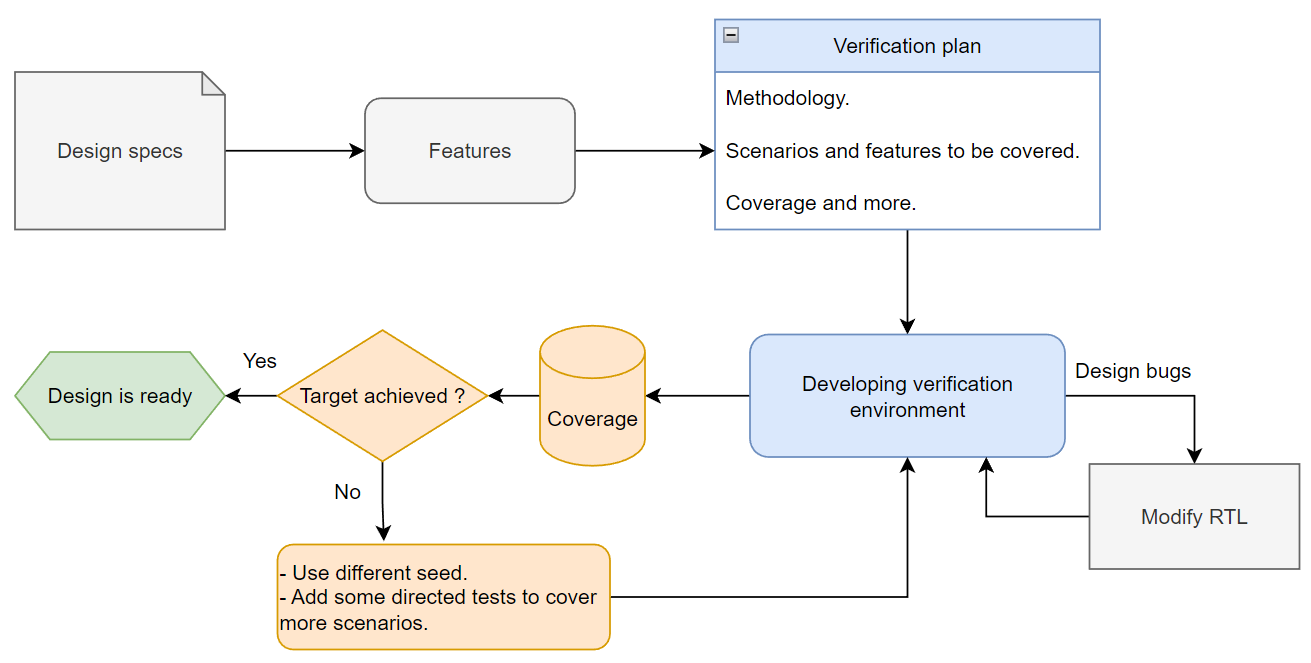 Verification plan
Design specs
Features
Methodology.
Scenarios and features to be covered.
Coverage and more.
Design is ready
Yes
Target achieved ?
Coverage
Developing verification
environment
Design bugs
No
Modify RTL
- Use different seed.
- Add some directed tests to cover
more scenarios.